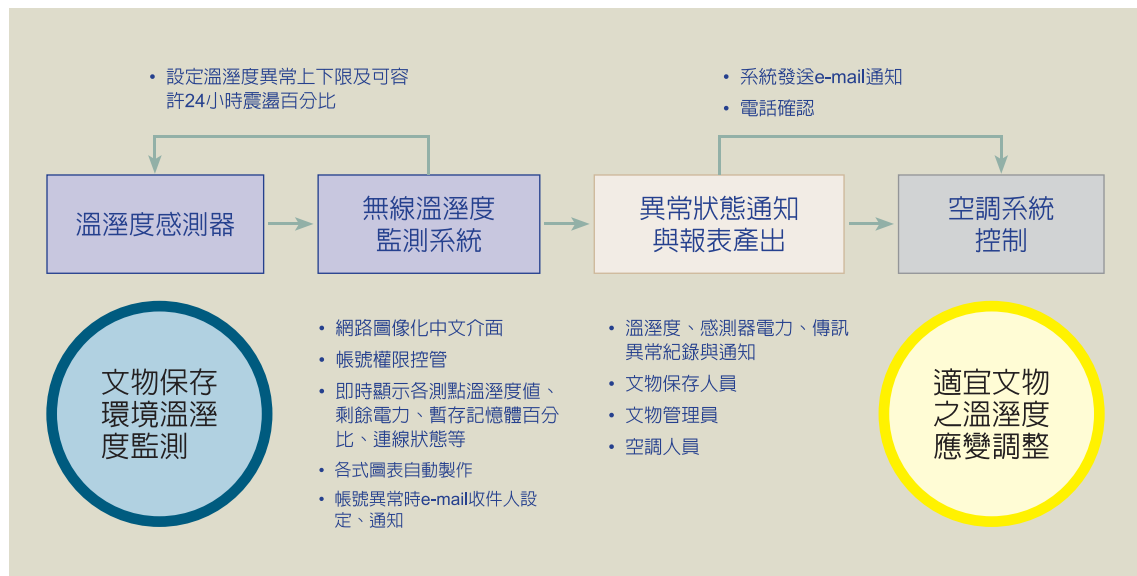 • 設定溫溼度異常上下限及可容
許24小時震盪百分比
• 系統發送e-mail通知
• 電話確認
溫溼度感測器
無線溫溼度
監測系統
異常狀態通知
與報表產出
空調系統
控制
文物保存
環境溫溼
度監測
• 網路圖像化中文介面
• 帳號權限控管
• 即時顯示各測點溫溼度值、
剩餘電力、暫存記憶體百分
比、連線狀態等
• 各式圖表自動製作
• 帳號異常時e-mail收件人設
定、通知
• 溫溼度、感測器電力、傳訊
異常紀錄與通知
• 文物保存人員
• 文物管理員
• 空調人員
適宜文物
之溫溼度
應變調整